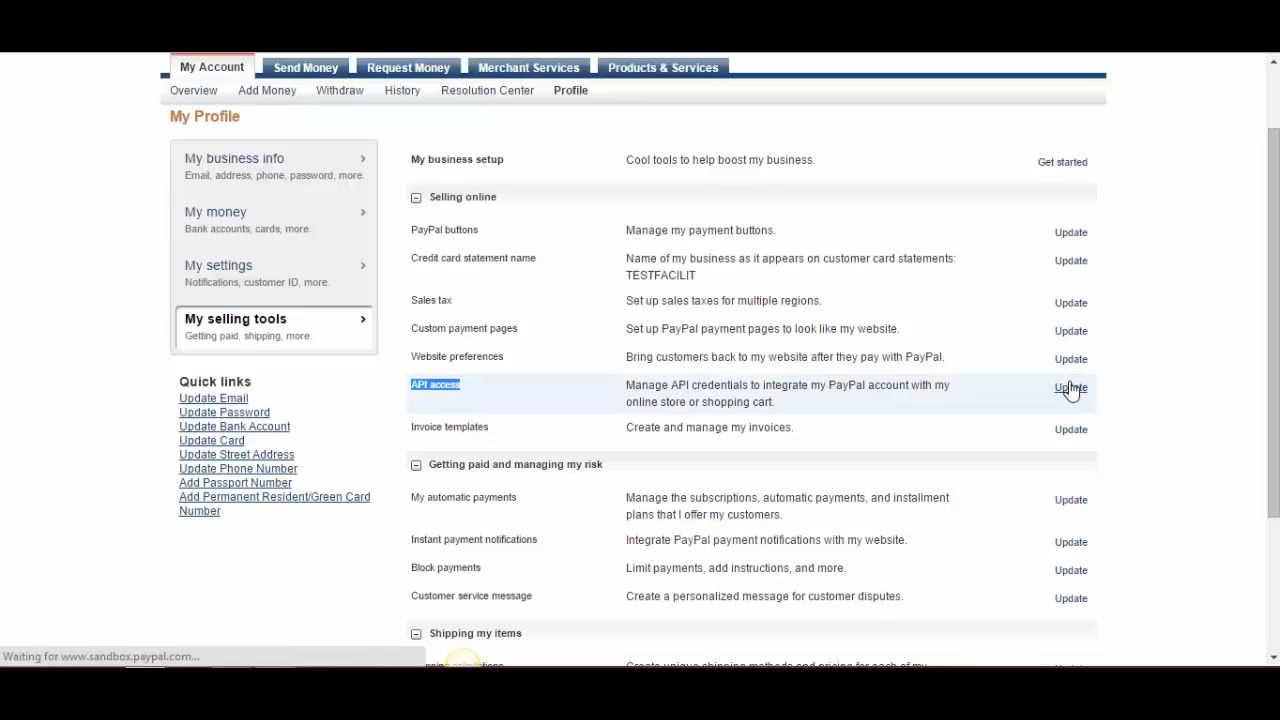 My Account Send Money Request Money Merchant Services Products & Services
Overview Add Money Withdraw History Resolution Center Profile
My Profile
My business info
Email, address, phone, password, more.
My money
Bank accounts, cards, more.
My settings
Notifications, customer ID, more.
My selling tools
Getting paid, shipping, more.
Quick links
Update Email
Update Password
Update Bank Account
Update Card
Update Street Address
Update Phone Number
Add Passport Number
Add Permanent Resident/Green Card
Number
My business setup Cool tools to help boost my business. Get started
Selling online
PayPal buttons Manage my payment buttons. Update
Credit card statement name Name of my business as it appears on customer card statements: Update
TESTFACILIT
Sales tax Set up sales taxes for multiple regions. Update
Custom payment pages Set up PayPal payment pages to look like my website. Update
Website preferences Bring customers back to my website after they pay with PayPal. Update
API access Manage API credentials to integrate my PayPal account with my Update
online store or shopping cart.
Invoice templates Create and manage my invoices. Update
Getting paid and managing my risk
My automatic payments Manage the subscriptions, automatic payments, and installment Update
plans that I offer my customers.
Instant payment notifications Integrate PayPal payment notifications with my website. Update
Block payments Limit payments, add instructions, and more. Update
Customer service message Create a personalized message for customer disputes. Update
Shipping my items
Create unique shipping methods and pricing for each of my
Waiting for www.sandbox.paypal.com...